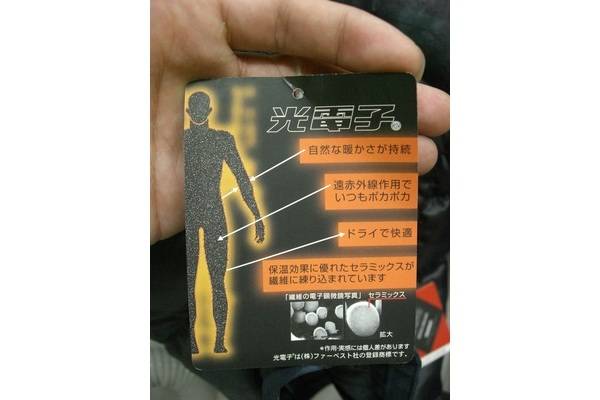 光電子®
自然な暖かさが持続
遠赤外線作用で
いつもポカポカ
ドライで快適
保温効果に優れたセラミックスが
繊維に練り込まれています
「繊維の電子顕微鏡写真」 セラミックス
拡大
*作用・実感には個人差があります
光電子®は(株)ファーベスト社の登録商標です。